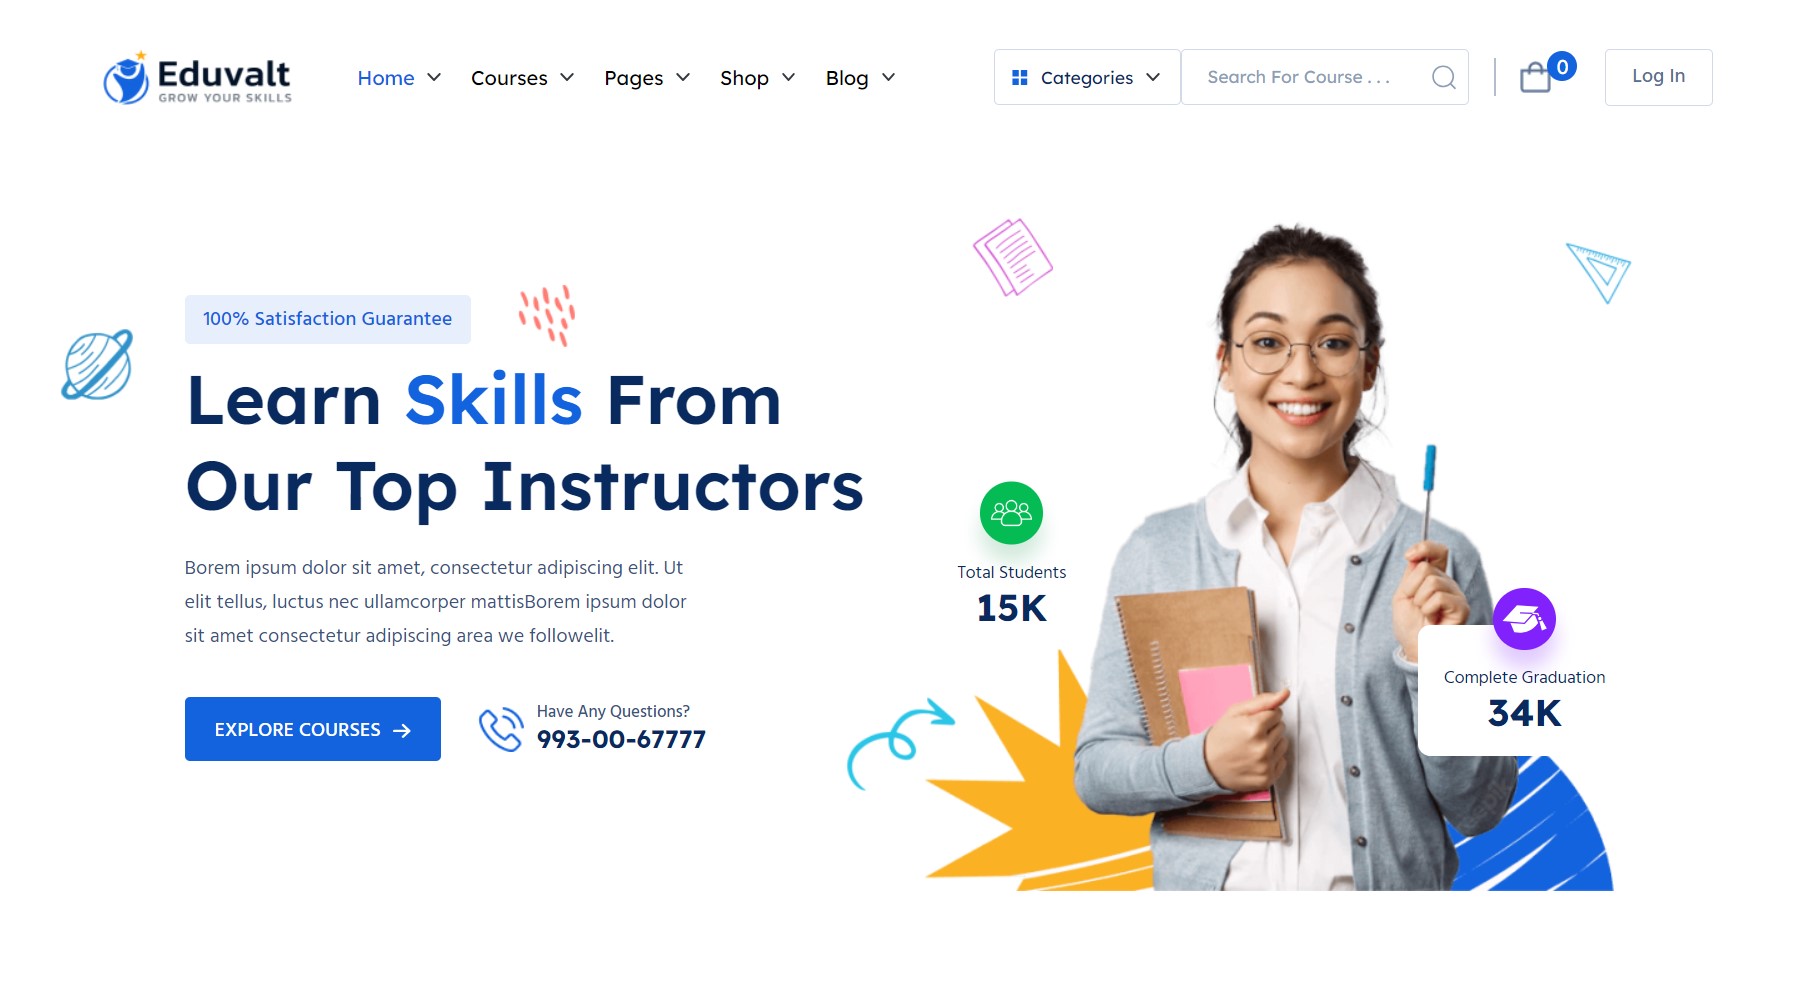 Eduvalt
GROW YOUR SKILLS
Home
Courses
Pages
Shop
Blog
Categories
Search For Course . . .
0
Log In
100% Satisfaction Guarantee
Learn Skills From
Our Top Instructors
Borem ipsum dolor sit amet, consectetur adipiscing elit. Ut
elit tellus, luctus nec ullamcorper mattisBorem ipsum dolor
sit amet consectetur adipiscing area we followelit.
EXPLORE COURSES
Have Any Questions?
993-00-67777
Total Students
15K
Complete Graduation
34K